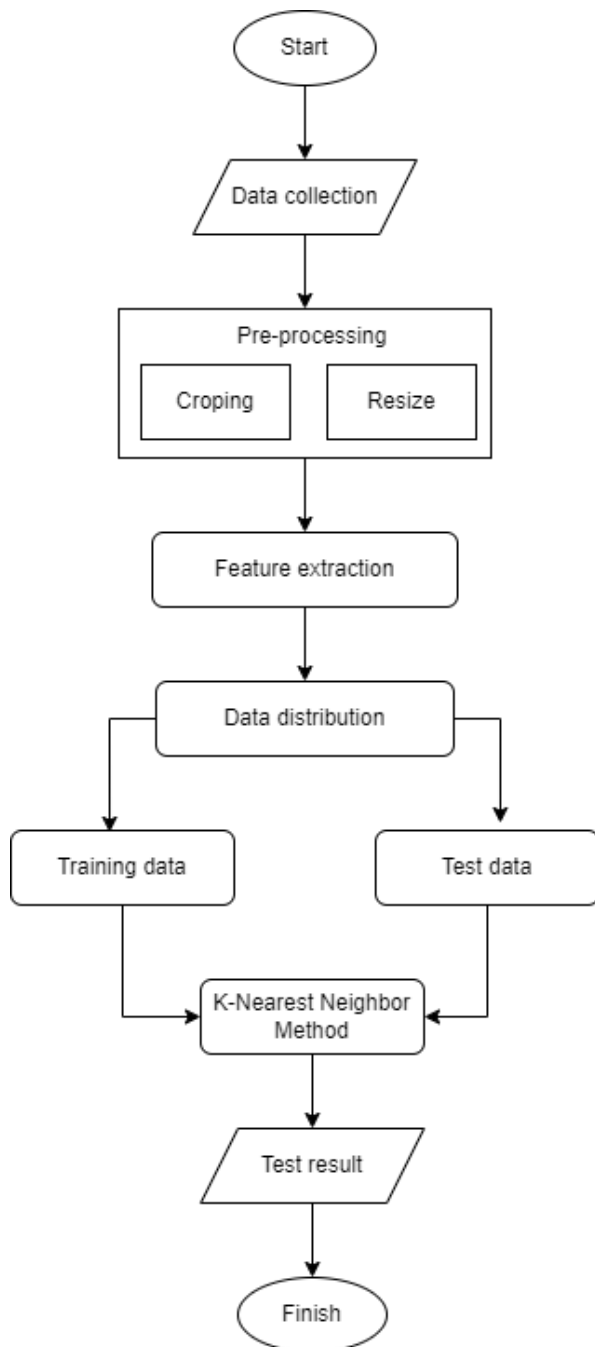 Start
Data collection
Pre-processing
Croping
Resize
Feature extraction
Data distribution
Training data
Test data
K-Nearest Neighbor
Method
Test result
Finish